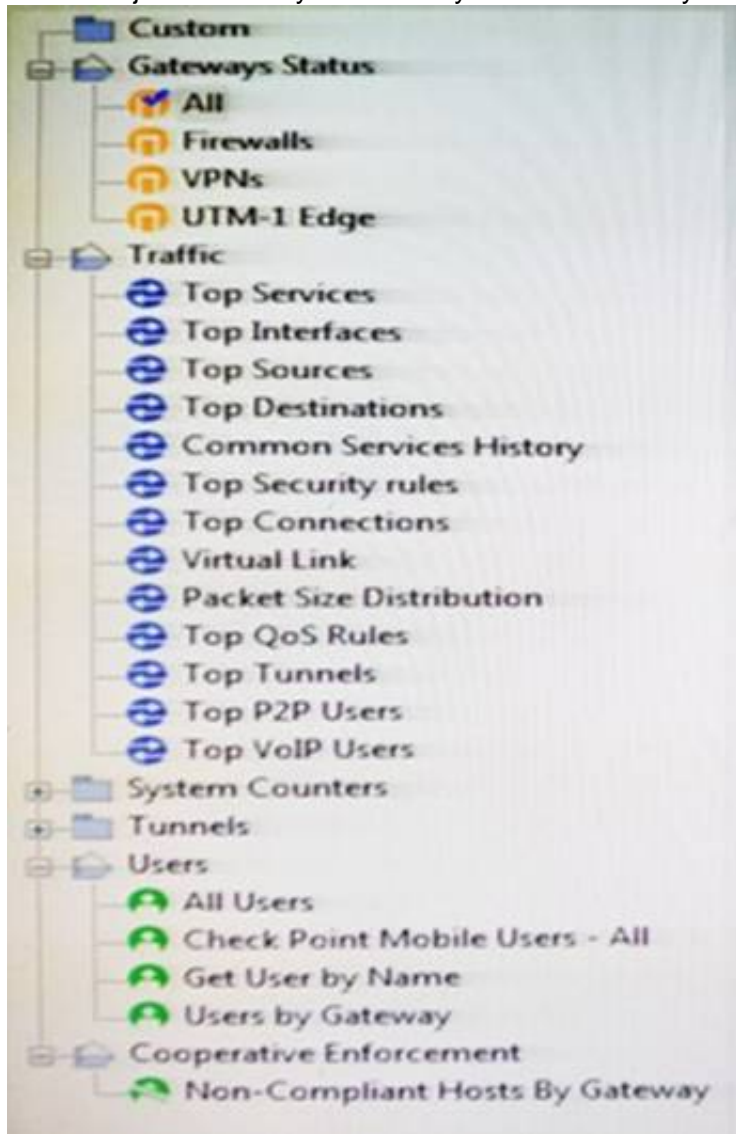 Custom
Gateways Status
All
Firewalls
VPNs
UTM-1 Edge
Traffic
Top Services
Top Interfaces
Top Sources
Top Destinations
Common Services History
Top Security rules
Top Connections
Virtual Link
Packet Size Distribution
Top QoS Rules
Top Tunnels
Top P2P Users
Top VoIP Users
System Counters
Tunnels
Users
All Users
Check Point Mobile Users - All
Get User by Name
Users by Gateway
Cooperative Enforcement
Non-Compliant Hosts By Gateway